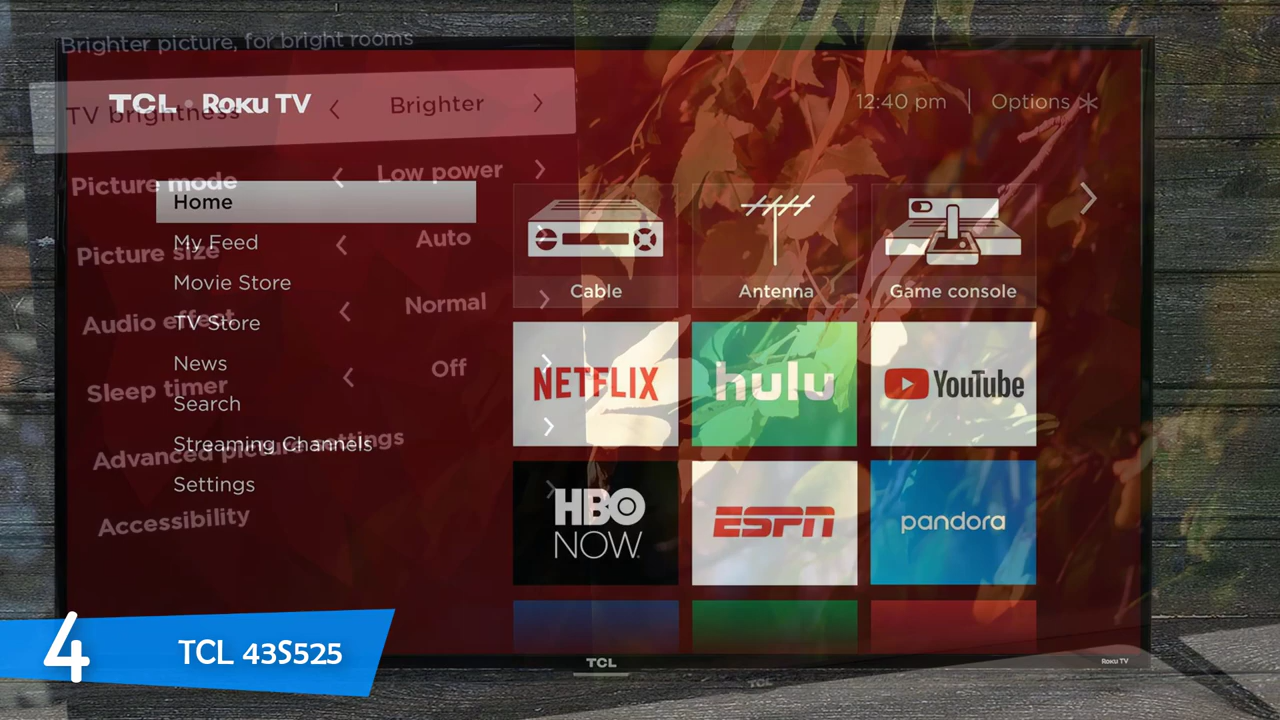 Brighter picture, for bright rooms
TCL • Roku TV
12:40 pm | Options
TV brightness
Brighter
Picture mode
Low power
Home
My Feed
Picture size
Auto
Movie Store
Cable
Antenna
Game console
Audio effect
Normal
TV Store
News
Sleep timer
Off
NETFLIX
hulu
YouTube
Search
Streaming Channels
Advanced picture settings
Settings
Accessibility
HBO
NOW
ESPN
pandora
4
TCL 43S525
TCL
Roku TV
TCL